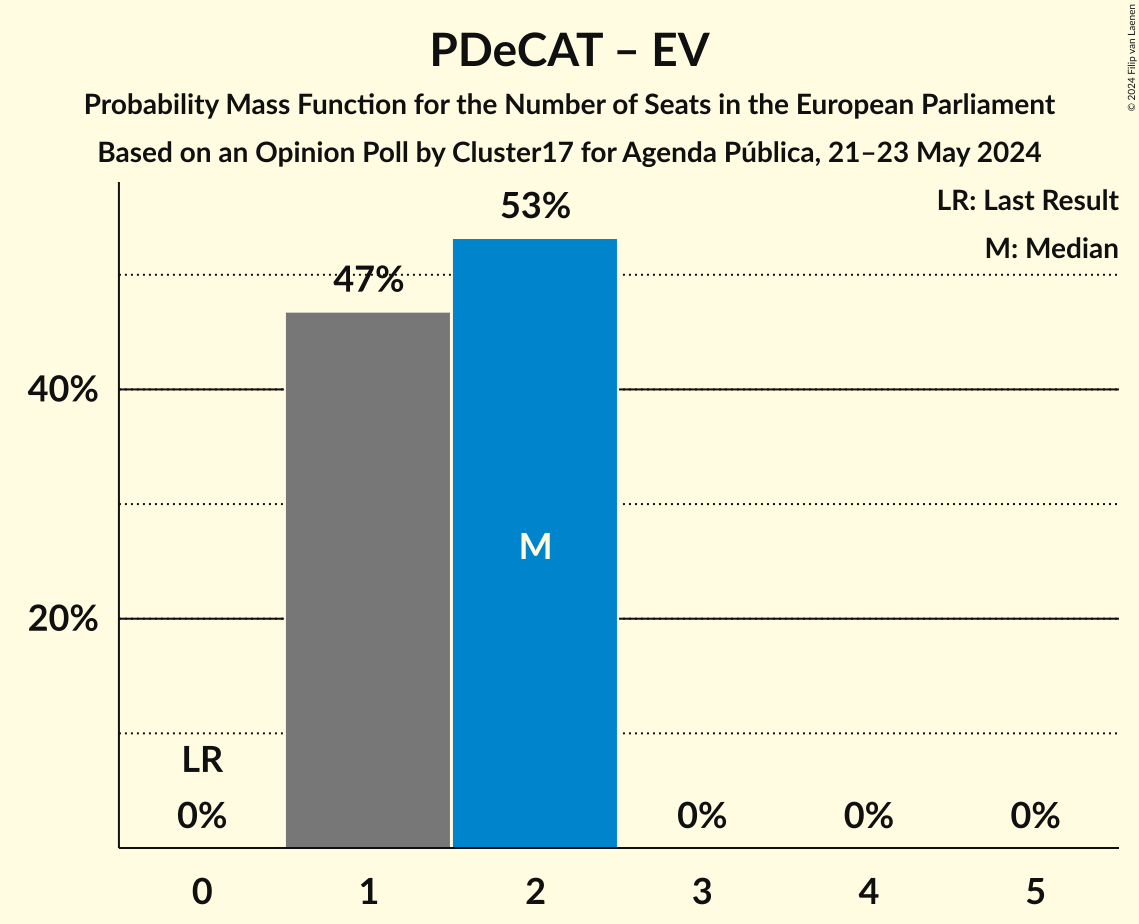 PDeCAT – EV
Probability Mass Function for the Number of Seats in the European Parliament
Based on an Opinion Poll by Cluster17 for Agenda Pública, 21–23 May 2024
© 2024 Filip van Laenen
LR: Last Result
M: Median
53%
47%
40%
M
20%
LR
0%
0%
0%
0%
0
1
2
3
4
5